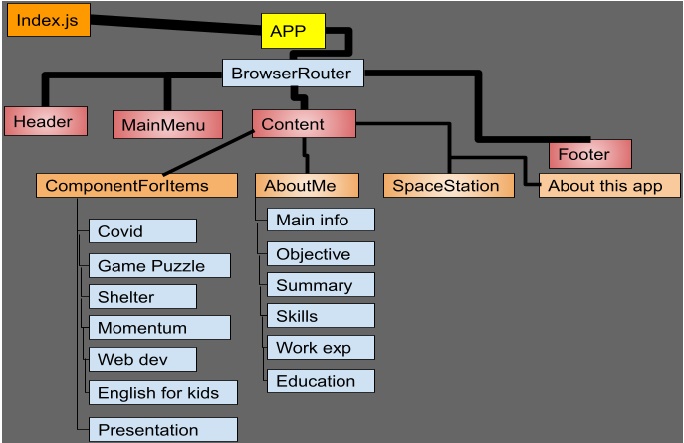 Index.js
APP
BrowserRouter
Header
MainMenu
Content
Footer
ComponentForItems
AboutMe
SpaceStation
About this app
Covid
Game Puzzle
Shelter
Momentum
Web dev
English for kids
Presentation
Main info
Objective
Summary
Skills
Work exp
Education